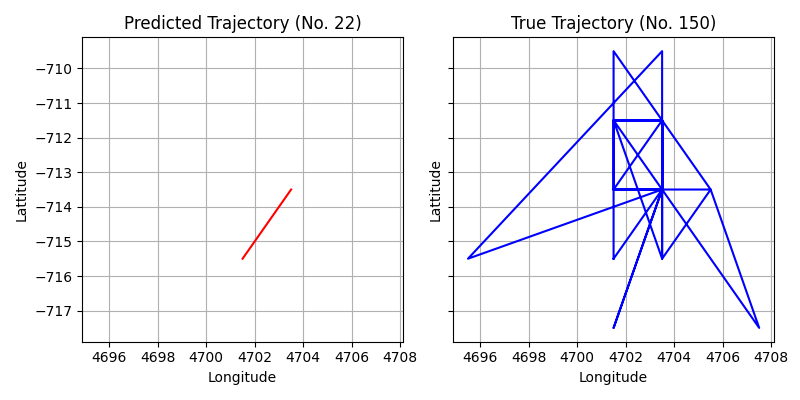 Predicted Trajectory (No. 22)
True Trajectory (No. 150)
Lattitude
−710
−711
−712
−713
−714
−715
−716
−717
4696 4698 4700 4702 4704 4706 4708
Longitude
Lattitude
4696 4698 4700 4702 4704 4706 4708
Longitude